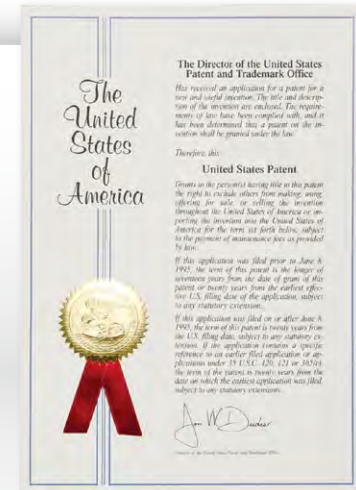 The
United
States
of
America
The Director of the United States
Patent and Trademark Office
Has received an application for a patent for a
new and useful invention. The title and descrip-
tion of the invention are enclosed. The require-
ments of law have been complied with, and it
has been determined that a patent on the in-
vention shall be granted under the law.
Therefore, this
United States Patent
Grants to the person(s) having title to this patent
the right to exclude others from making, using,
offering for sale, or selling the invention
throughout the United States of America or im-
porting the invention into the United States of
America for the term set forth below, subject
to the payment of maintenance fees as provided
by law.
If this application was filed prior to June 8,
1995, the term of this patent is the longer of
seventeen years from the date of grant of this
patent or twenty years from the earliest effec-
tive U.S. filing date of the application, subject
to any statutory extension.
If this application was filed on or after June 8,
1995, the term of this patent is twenty years from
the U.S. filing date, subject to any statutory ex-
tension. If the application contains a specific
reference to an earlier filed application or ap-
plications under 35 U.S.C. 120, 121 or 365(c),
the term of the patent is twenty years from the
date on which the earliest application was filed,
subject to any statutory extensions.
Jon W Dudas
Director of the United States Patent and Trademark Office